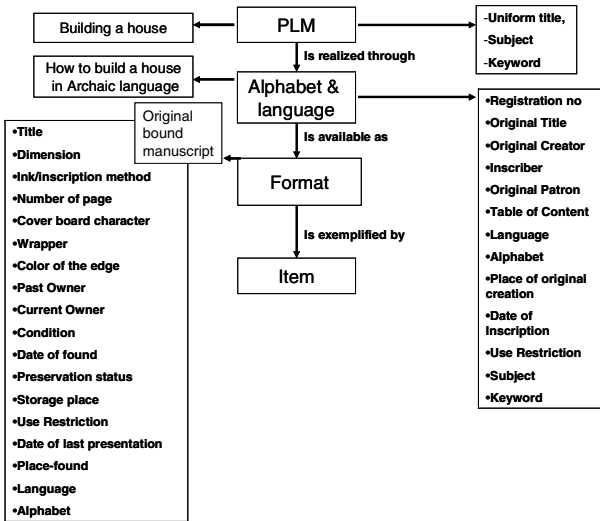 Building a house
PLM
-Uniform title,
-Subject
-Keyword
Is realized through
How to build a house
in Archaic language
Alphabet &
language
Is available as
Original
bound
manuscript
Format
Is exemplified by
Item
•Title
•Dimension
•Ink/inscription method
•Number of page
•Cover board character
•Wrapper
•Color of the edge
•Past Owner
•Current Owner
•Condition
•Date of found
•Preservation status
•Storage place
•Use Restriction
•Date of last presentation
•Place-found
•Language
•Alphabet
•Registration no
•Original Title
•Original Creator
•Inscriber
•Original Patron
•Table of Content
•Language
•Alphabet
•Place of original
creation
•Date of
Inscription
•Use Restriction
•Subject
•Keyword